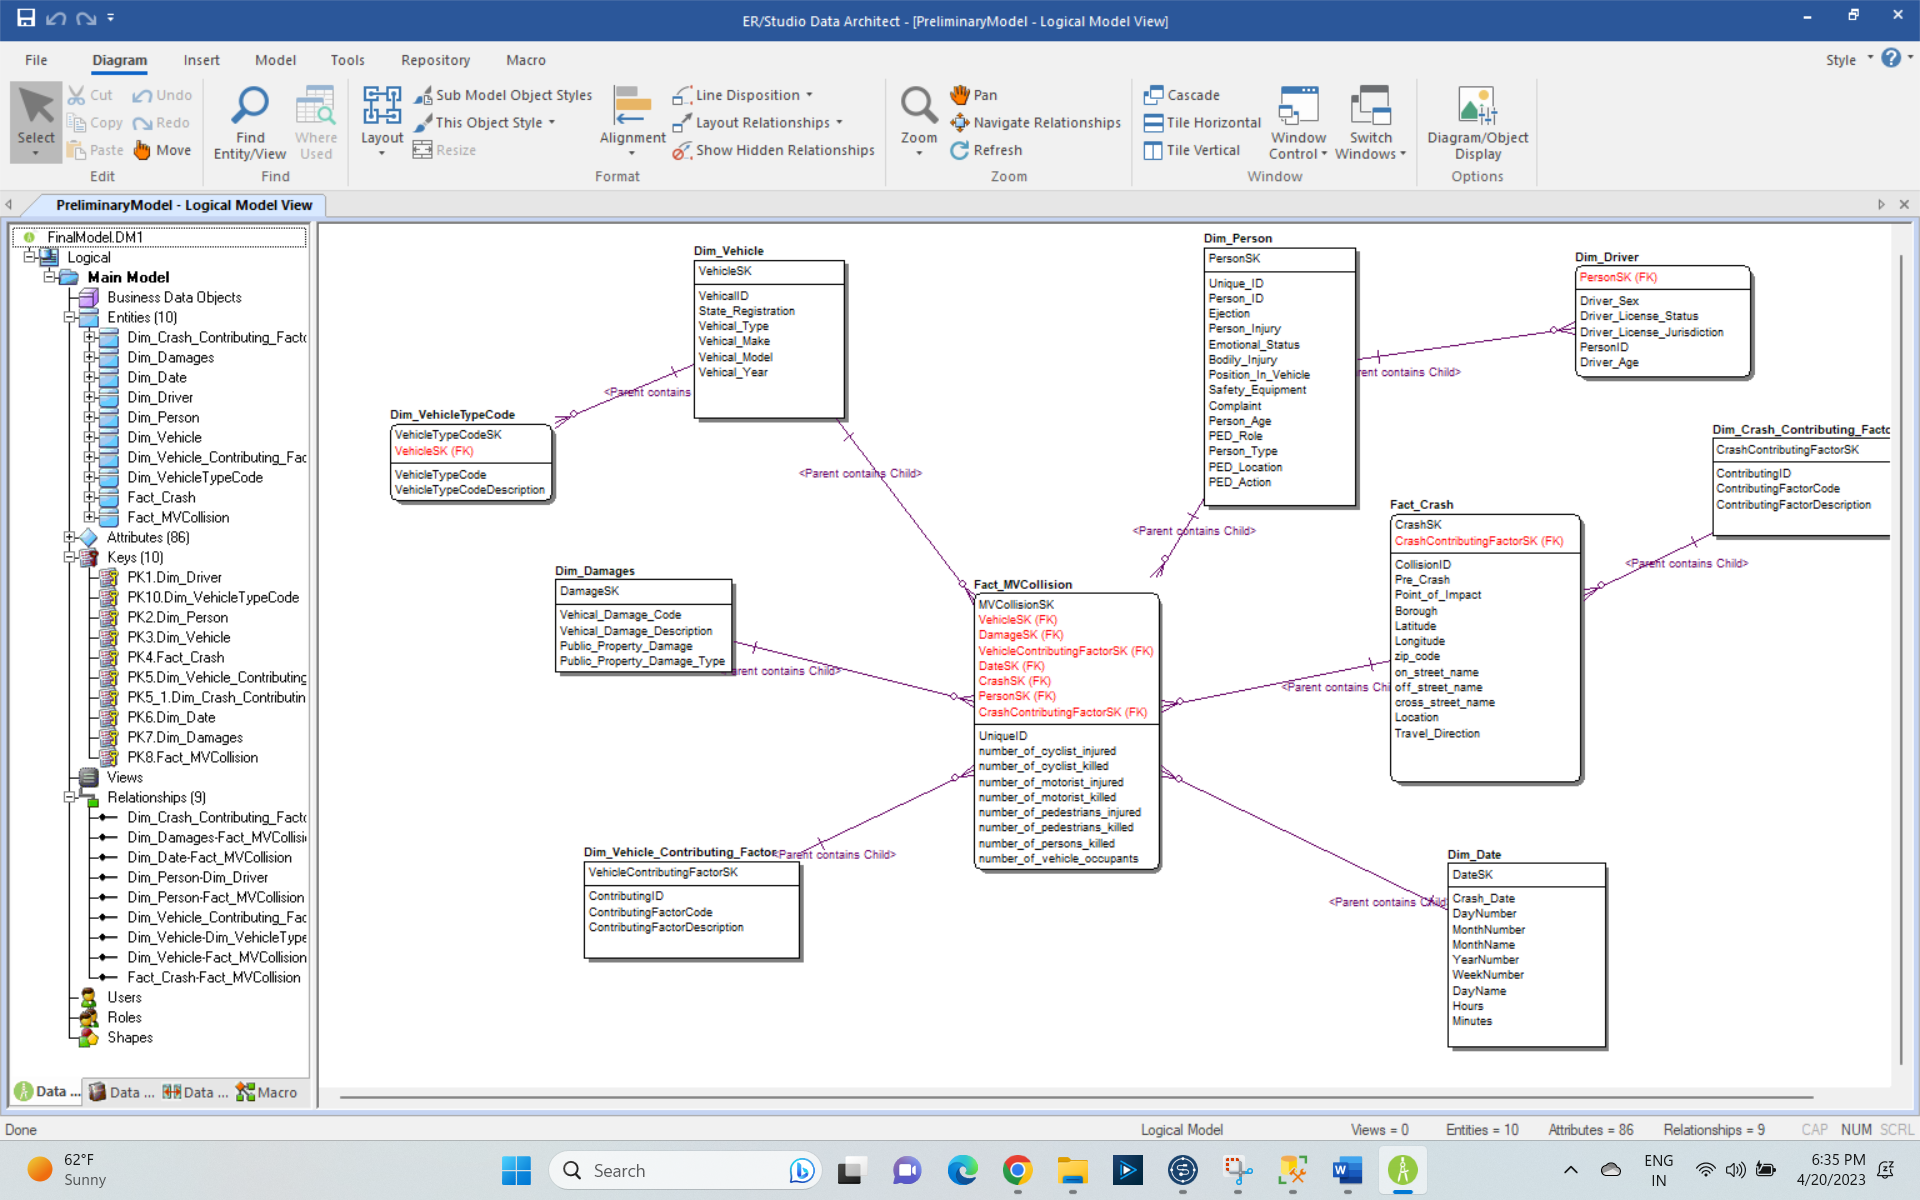 ER/Studio Data Architect - [PreliminaryModel - Logical Model View]
File Diagram Insert Model Tools Repository Macro
Style
Select
Cut
Copy
Paste
Undo
Redo
Move
Edit
Find Entity/View
Where Used
Find
Layout
Sub Model Object Styles
This Object Style
Resize
Alignment
Line Disposition
Layout Relationships
Show Hidden Relationships
Format
Zoom
Pan
Navigate Relationships
Refresh
Zoom
Cascade
Tile Horizontal
Tile Vertical
Window Control
Switch Windows
Window
Diagram/Object Display
Options
PreliminaryModel - Logical Model View
FinalModel.DM1
Logical
Main Model
Business Data Objects
Entities (10)
Dim_Crash_Contributing_Facto
Dim_Damages
Dim_Date
Dim_Driver
Dim_Person
Dim_Vehicle
Dim_Vehicle_Contributing_Fac
Dim_VehicleTypeCode
Fact_Crash
Fact_MVCollision
Attributes (86)
Keys (10)
PK1.Dim_Driver
PK10.Dim_VehicleTypeCode
PK2.Dim_Person
PK3.Dim_Vehicle
PK4.Fact_Crash
PK5.Dim_Vehicle_Contributing
PK5_1.Dim_Crash_Contributin
PK6.Dim_Date
PK7.Dim_Damages
PK8.Fact_MVCollision
Views
Relationships (9)
Dim_Crash_Contributing_Facto
Dim_Damages-Fact_MVCollisi
Dim_Date-Fact_MVCollision
Dim_Person-Dim_Driver
Dim_Person-Fact_MVCollision
Dim_Vehicle_Contributing_Fac
Dim_Vehicle-Dim_VehicleType
Dim_Vehicle-Fact_MVCollision
Fact_Crash-Fact_MVCollision
Users
Roles
Shapes
Data ... Data ... Data ... Macro
Dim_Vehicle
VehicleSK
VehicalID
State_Registration
Vehical_Type
Vehical_Make
Vehical_Model
Vehical_Year
<Parent contains
Dim_VehicleTypeCode
VehicleTypeCodeSK
VehicleSK (FK)
VehicleTypeCode
VehicleTypeCodeDescription
<Parent contains Child>
Dim_Person
PersonSK
Unique_ID
Person_ID
Ejection
Person_Injury
Emotional_Status
Bodily_Injury
Position_In_Vehicle
Safety_Equipment
Complaint
Person_Age
PED_Role
Person_Type
PED_Location
PED_Action
<Parent contains Child>
rent contains Child>
Dim_Driver
PersonSK (FK)
Driver_Sex
Driver_License_Status
Driver_License_Jurisdiction
PersonID
Driver_Age
Dim_Crash_Contributing_Facto
CrashContributingFactorSK
ContributingID
ContributingFactorCode
ContributingFactorDescription
<Parent contains Child>
Fact_Crash
CrashSK
CrashContributingFactorSK (FK)
CollisionID
Pre_Crash
Point_of_Impact
Borough
Latitude
Longitude
zip_code
on_street_name
off_street_name
cross_street_name
Location
Travel_Direction
<Parent contains Chi
Dim_Damages
DamageSK
Vehical_Damage_Code
Vehical_Damage_Description
Public_Property_Damage
Public_Property_Damage_Type
arent contains Child>
Fact_MVCollision
MVCollisionSK
VehicleSK (FK)
DamageSK (FK)
VehicleContributingFactorSK (FK)
DateSK (FK)
CrashSK (FK)
PersonSK (FK)
CrashContributingFactorSK (FK)
UniqueID
number_of_cyclist_injured
number_of_cyclist_killed
number_of_motorist_injured
number_of_motorist_killed
number_of_pedestrians_injured
number_of_pedestrians_killed
number_of_persons_killed
number_of_vehicle_occupants
Dim_Vehicle_Contributing_Factor
<Parent contains Child>
VehicleContributingFactorSK
ContributingID
ContributingFactorCode
ContributingFactorDescription
Dim_Date
DateSK
Crash_Date
DayNumber
MonthNumber
MonthName
YearNumber
WeekNumber
DayName
Hours
Minutes
<Parent contains Child
Done
Logical Model Views = 0 Entities = 10 Attributes = 86 Relationships = 9 CAP NUM SCRL
62°F
Sunny
Search
ENG
IN
6:35 PM
4/20/2023